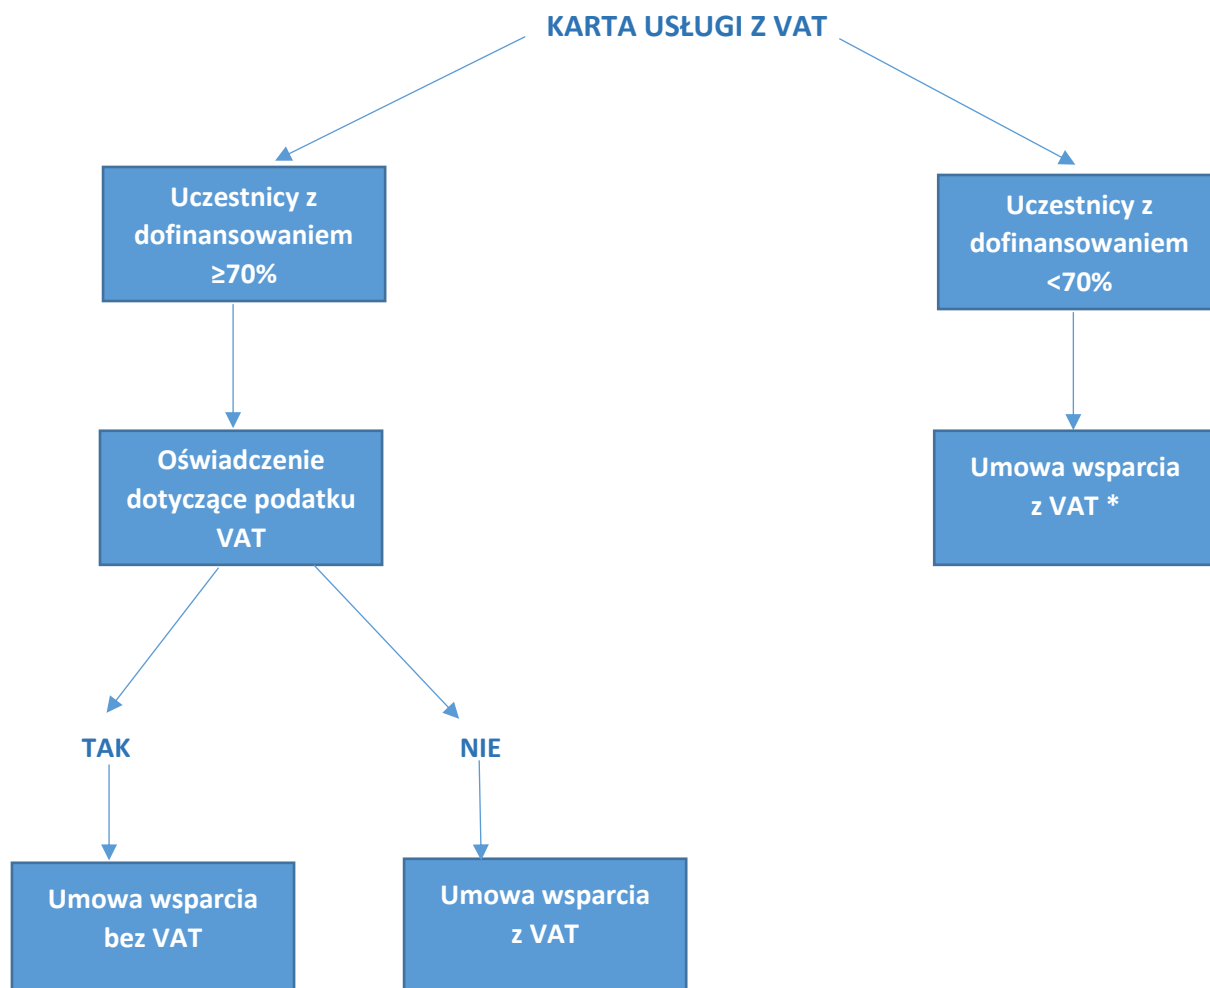 KARTA USŁUGI Z VAT
Uczestnicy z
dofinansowaniem
≥70%
Uczestnicy z
dofinansowaniem
<70%
Oświadczenie
dotyczące podatku
VAT
Umowa wsparcia
z VAT *
TAK
NIE
Umowa wsparcia
bez VAT
Umowa wsparcia
z VAT